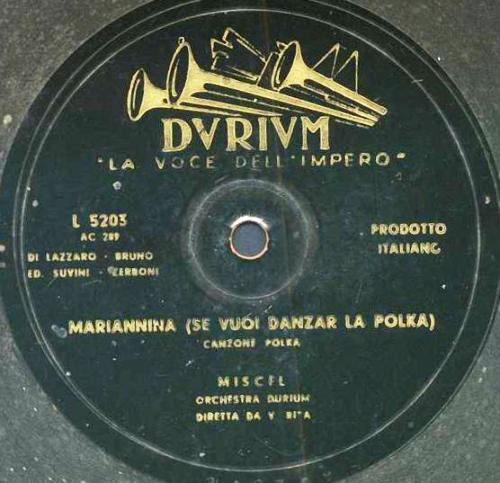 DVRIVM
"LA VOCE DELL'IMPERO"
L 5203
AC 289
DI LAZZARO - BRUNO
ED. SUVINI - ZERBONI
PRODOTTO
ITALIANO
MARIANNINA (SE VUOI DANZAR LA POLKA)
CANZONE POLKA
MISCEL
ORCHESTRA DURIUM
DIRETTA DA V